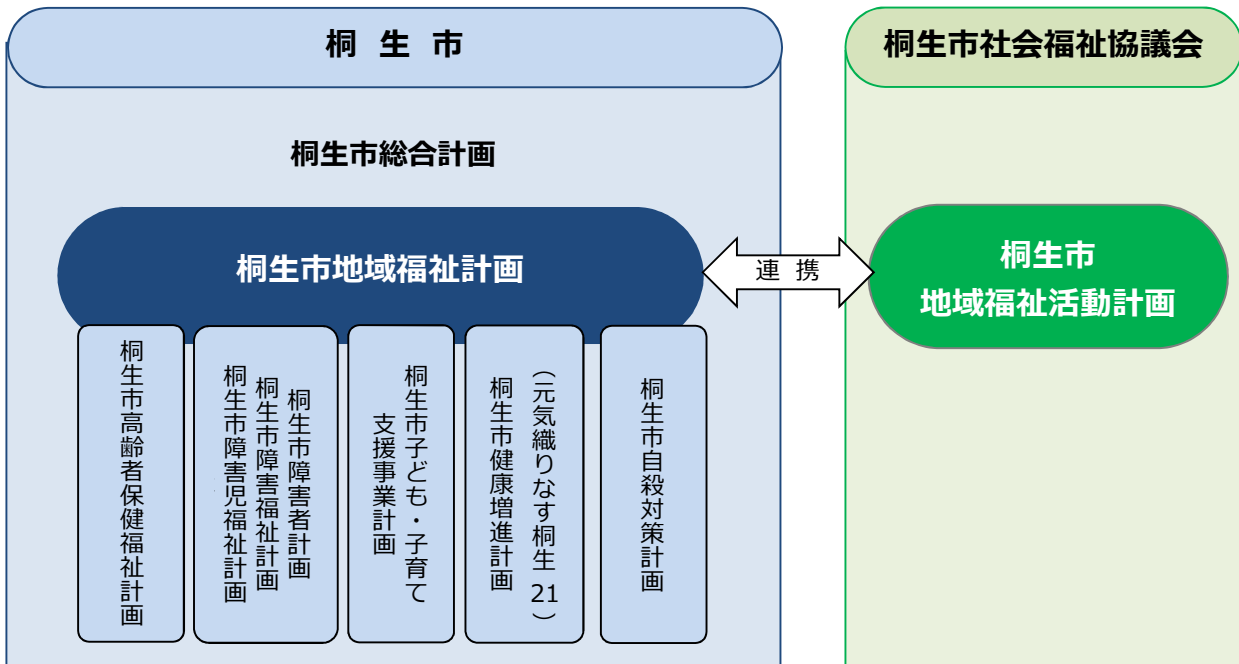 桐生市
桐生市社会福祉協議会
桐生市総合計画
桐生市地域福祉計画
連携
桐生市
地域福祉活動計画
桐生市高齢者保健福祉計画
桐生市障害者計画
桐生市障害福祉計画
桐生市障害児福祉計画
桐生市子ども・子育て
支援事業計画
（元気織りなす桐生21）
桐生市健康増進計画
桐生市自殺対策計画